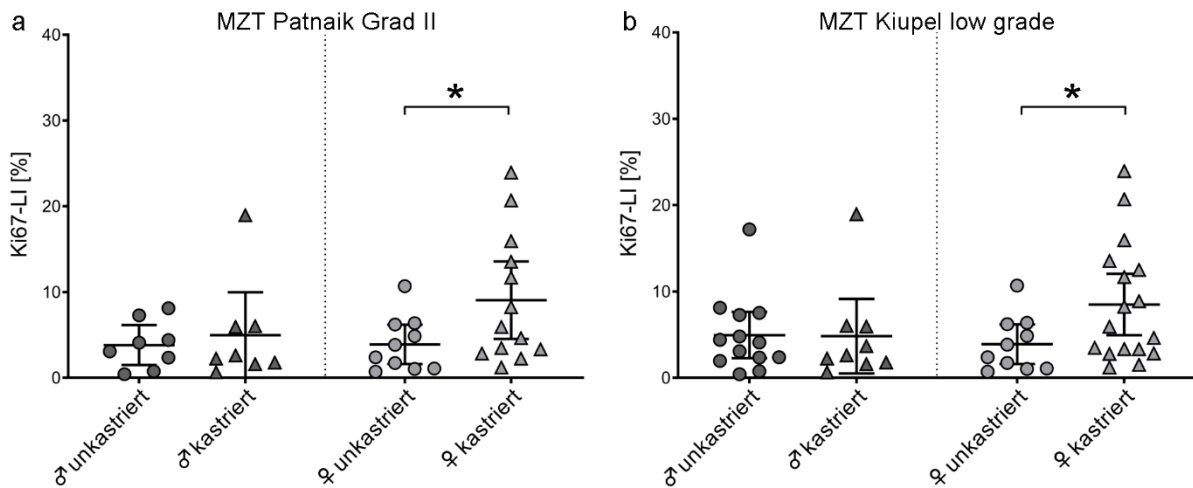 a
MZT Patnaik Grad II
Ki67-LI [%]
40
30
20
10
0
*
♂ unkastriert
♂ kastriert
♀ unkastriert
♀ kastriert
b
MZT Kiupel low grade
Ki67-LI [%]
40
30
20
10
0
*
♂ unkastriert
♂ kastriert
♀ unkastriert
♀ kastriert